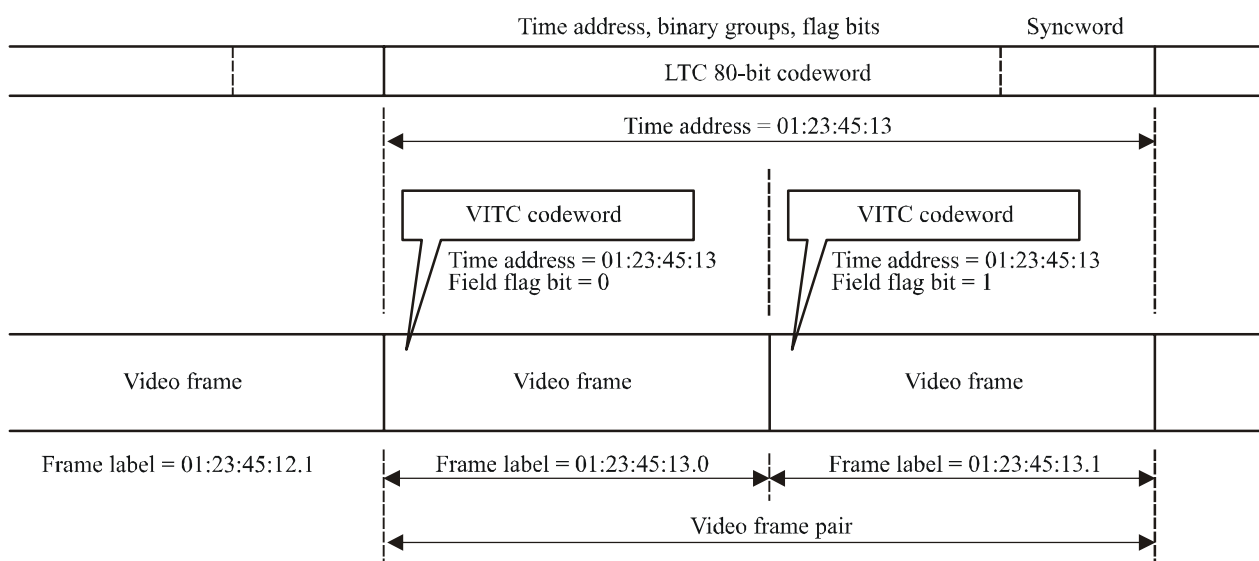 Time address, binary groups, flag bits Syncword
LTC 80-bit codeword
Time address = 01:23:45:13
VITC codeword VITC codeword
Time address = 01:23:45:13 Time address = 01:23:45:13
Field flag bit = 0 Field flag bit = 1
Video frame Video frame Video frame
Frame label = 01:23:45:12.1 Frame label = 01:23:45:13.0 Frame label = 01:23:45:13.1
Video frame pair